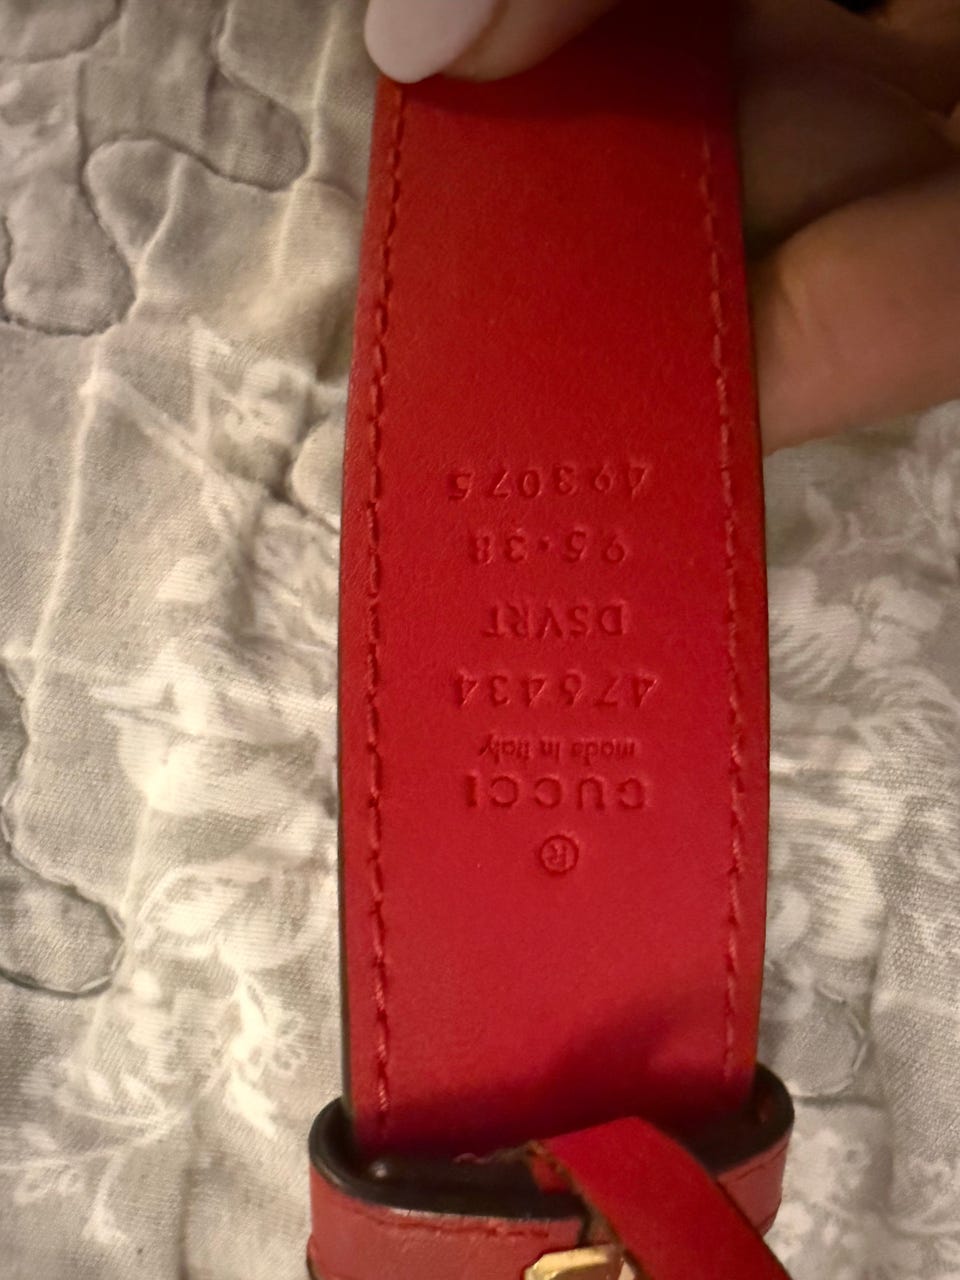 ®
GUCCI
made in italy
476434
DSVRT
95·38
493075